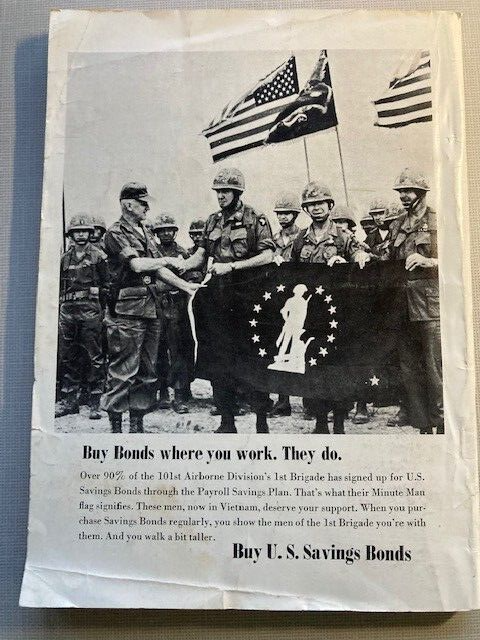 Buy Bonds where you work. They do.
Over 90% of the 101st Airborne Division's 1st Brigade has signed up for U.S.
Savings Bonds through the Payroll Savings Plan. That's what their Minute Man
flag signifies. These men, now in Vietnam, deserve your support. When you pur-
chase Savings Bonds regularly, you show the men of the 1st Brigade you're with
them. And you walk a bit taller.
Buy U. S. Savings Bonds